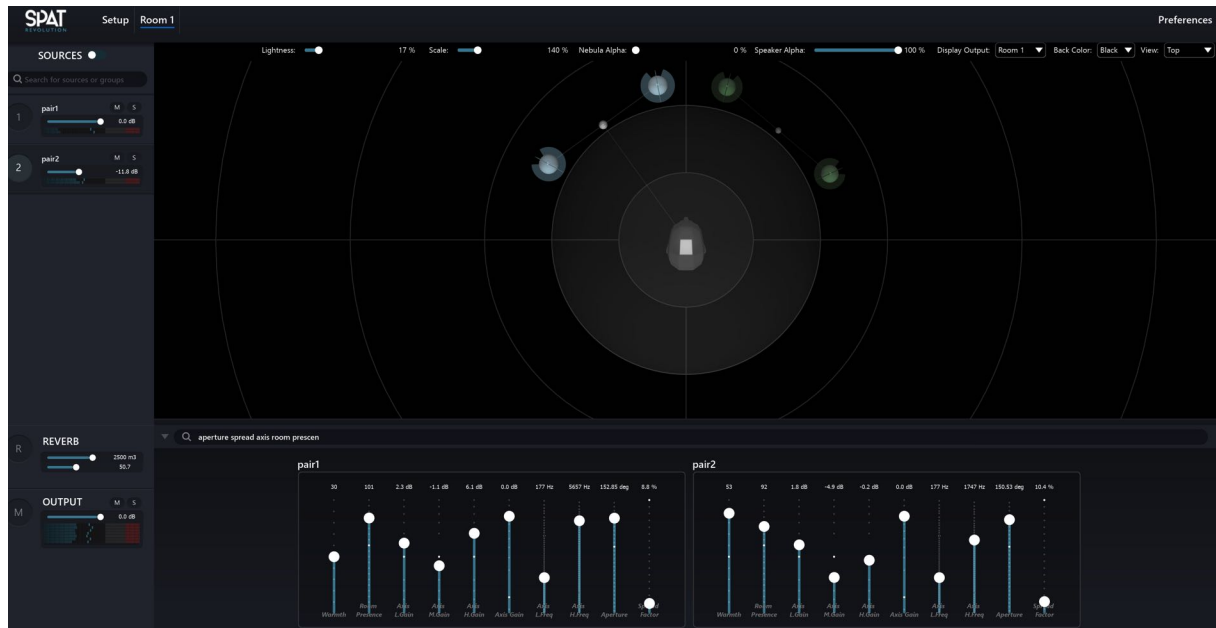 SPAT
REVOLUTION
Setup
Room 1
Preferences
SOURCES
Search for sources or groups
1
pair1
M S
0.0 dB
2
pair2
M S
-11.8 dB
Lightness: 17 % Scale: 140 % Nebula Alpha: 0 % Speaker Alpha: 100 % Display Output: Room 1 Back Color: Black View: Top
R
REVERB
2500 m3
50.7
M
OUTPUT
M S
0.0 dB
aperture spread axis room prescen
pair1
30 101 2.3 dB -1.1 dB 6.1 dB 0.0 dB 177 Hz 5657 Hz 152.85 deg 8.8 %
Warmth Room Presence Axis L.Gain Axis M.Gain Axis H.Gain Axis Gain Axis L.Freq Axis H.Freq Aperture Spread Factor
pair2
53 92 1.8 dB -4.9 dB -0.2 dB 0.0 dB 177 Hz 1747 Hz 150.53 deg 10.4 %
Warmth Room Presence Axis L.Gain Axis M.Gain Axis H.Gain Axis Gain Axis L.Freq Axis H.Freq Aperture Spread Factor